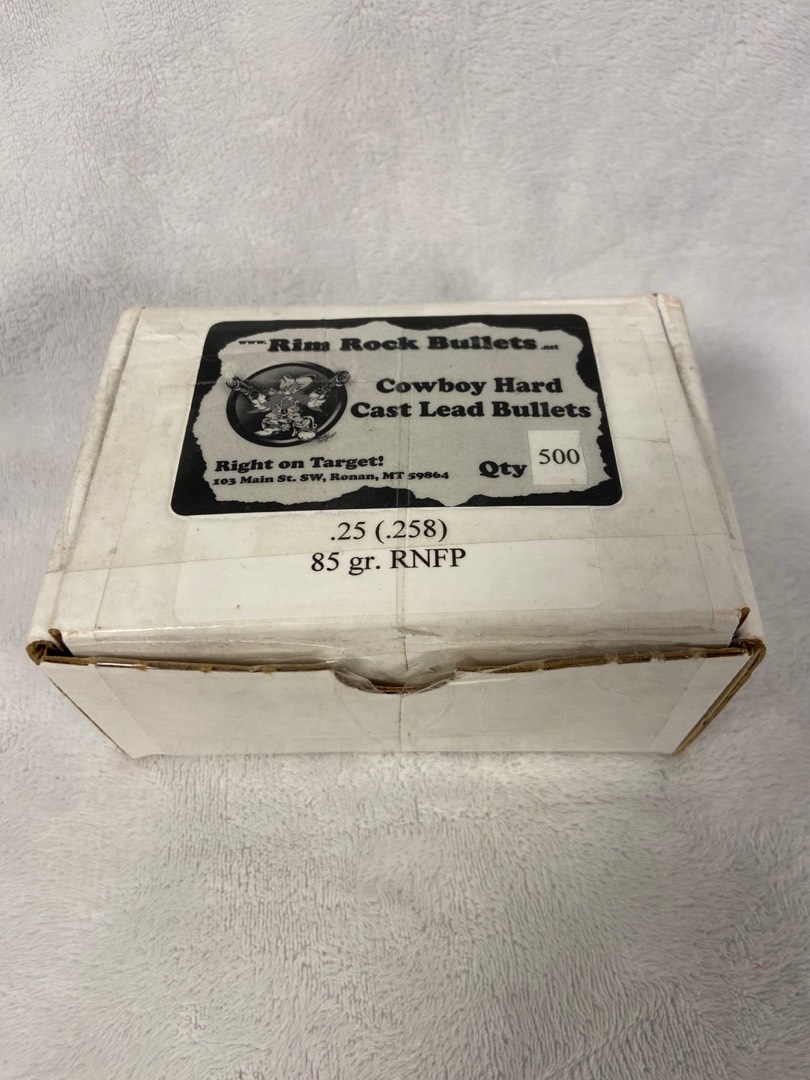 www. Rim Rock Bullets .net
Cowboy Hard
Cast Lead Bullets
Right on Target!
103 Main St. SW, Ronan, MT 59864
Qty 500
.25 (.258)
85 gr. RNFP